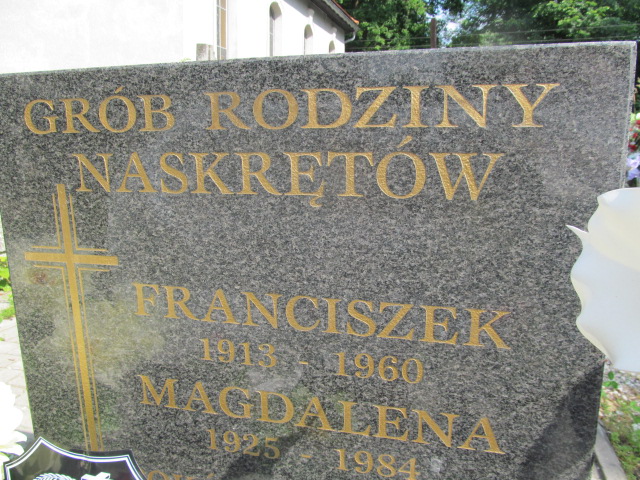 GRÓB RODZINY
NASKRĘTÓW
FRANCISZEK
1913 - 1960
MAGDALENA
1925 - 1984